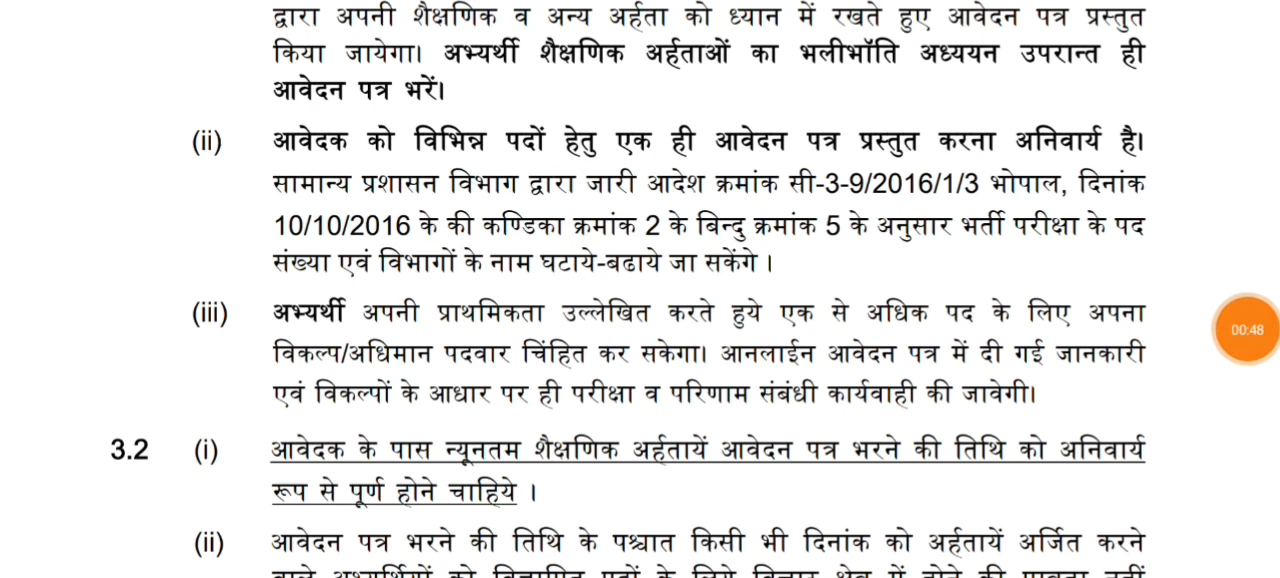 द्वारा अपनी शैक्षणिक व अन्य अर्हता को ध्यान में रखते हुए आवेदन पत्र प्रस्तुत
किया जायेगा। अभ्यर्थी शैक्षणिक अर्हताओं का भलीभॉति अध्ययन उपरान्त ही
आवेदन पत्र भरें।
(ii) आवेदक को विभिन्न पदों हेतु एक ही आवेदन पत्र प्रस्तुत करना अनिवार्य है।
सामान्य प्रशासन विभाग द्वारा जारी आदेश क्रमांक सी-3-9/2016/1/3 भोपाल, दिनांक
10/10/2016 के की कण्डिका क्रमांक 2 के बिन्दु क्रमांक 5 के अनुसार भर्ती परीक्षा के पद
संख्या एवं विभागों के नाम घटाये-बढाये जा सकेंगे ।
(iii) अभ्यर्थी अपनी प्राथमिकता उल्लेखित करते हुये एक से अधिक पद के लिए अपना
विकल्प/अधिमान पदवार चिंहित कर सकेगा। आनलाईन आवेदन पत्र में दी गई जानकारी
एवं विकल्पों के आधार पर ही परीक्षा व परिणाम संबंधी कार्यवाही की जावेगी।
00:48
3.2 (i) आवेदक के पास न्यूनतम शैक्षणिक अर्हतायें आवेदन पत्र भरने की तिथि को अनिवार्य
रूप से पूर्ण होने चाहिये ।
(ii) आवेदन पत्र भरने की तिथि के पश्चात किसी भी दिनांक को अर्हतायें अर्जित करने